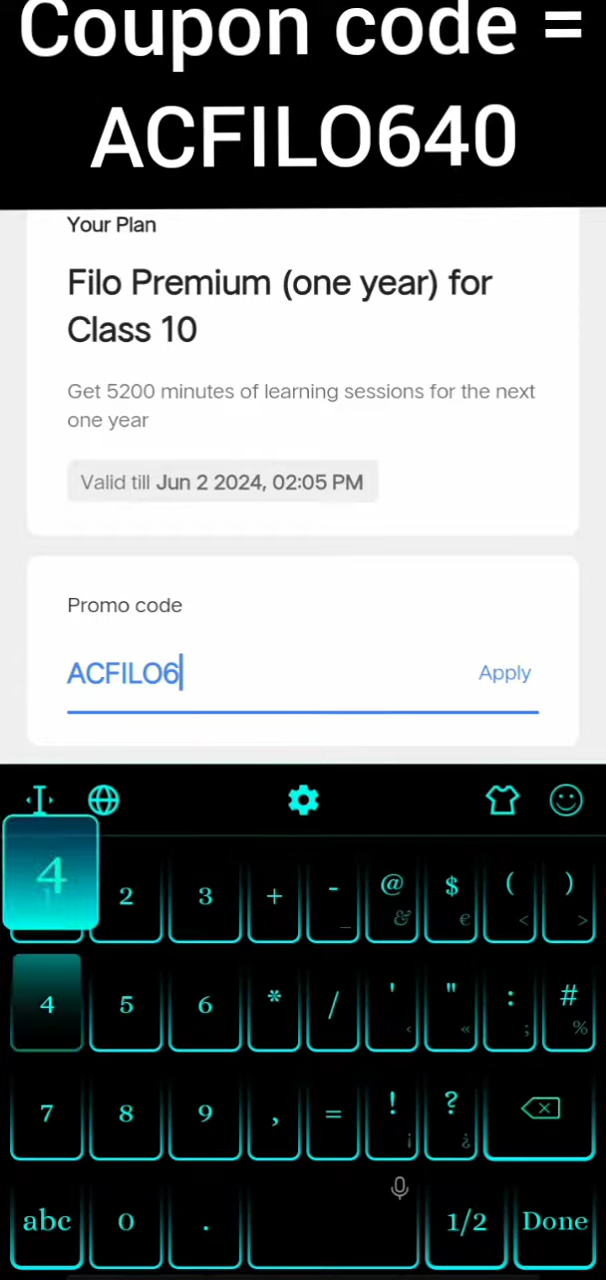 Coupon code =
ACFILO640
Your Plan
Filo Premium (one year) for
Class 10
Get 5200 minutes of learning sessions for the next
one year
Valid till Jun 2 2024, 02:05 PM
Promo code
ACFILO6 Apply
4
2 3 + - _ @ & $ € ( < ) >
4 5 6 * / ' ‹ " « : ; # %
7 8 9 , = ! ¡ ? ¿
abc 0 . 1/2 Done